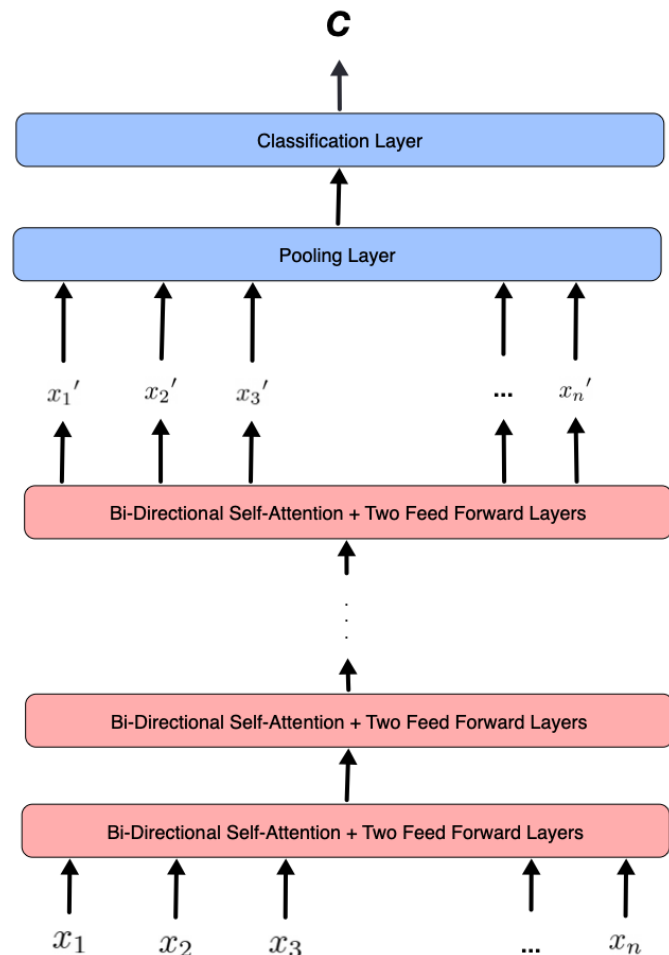 C
Classification Layer
Pooling Layer
x₁′ x₂′ x₃′ ... xₙ′
Bi-Directional Self-Attention + Two Feed Forward Layers
...
Bi-Directional Self-Attention + Two Feed Forward Layers
Bi-Directional Self-Attention + Two Feed Forward Layers
x₁ x₂ x₃ ... xₙ